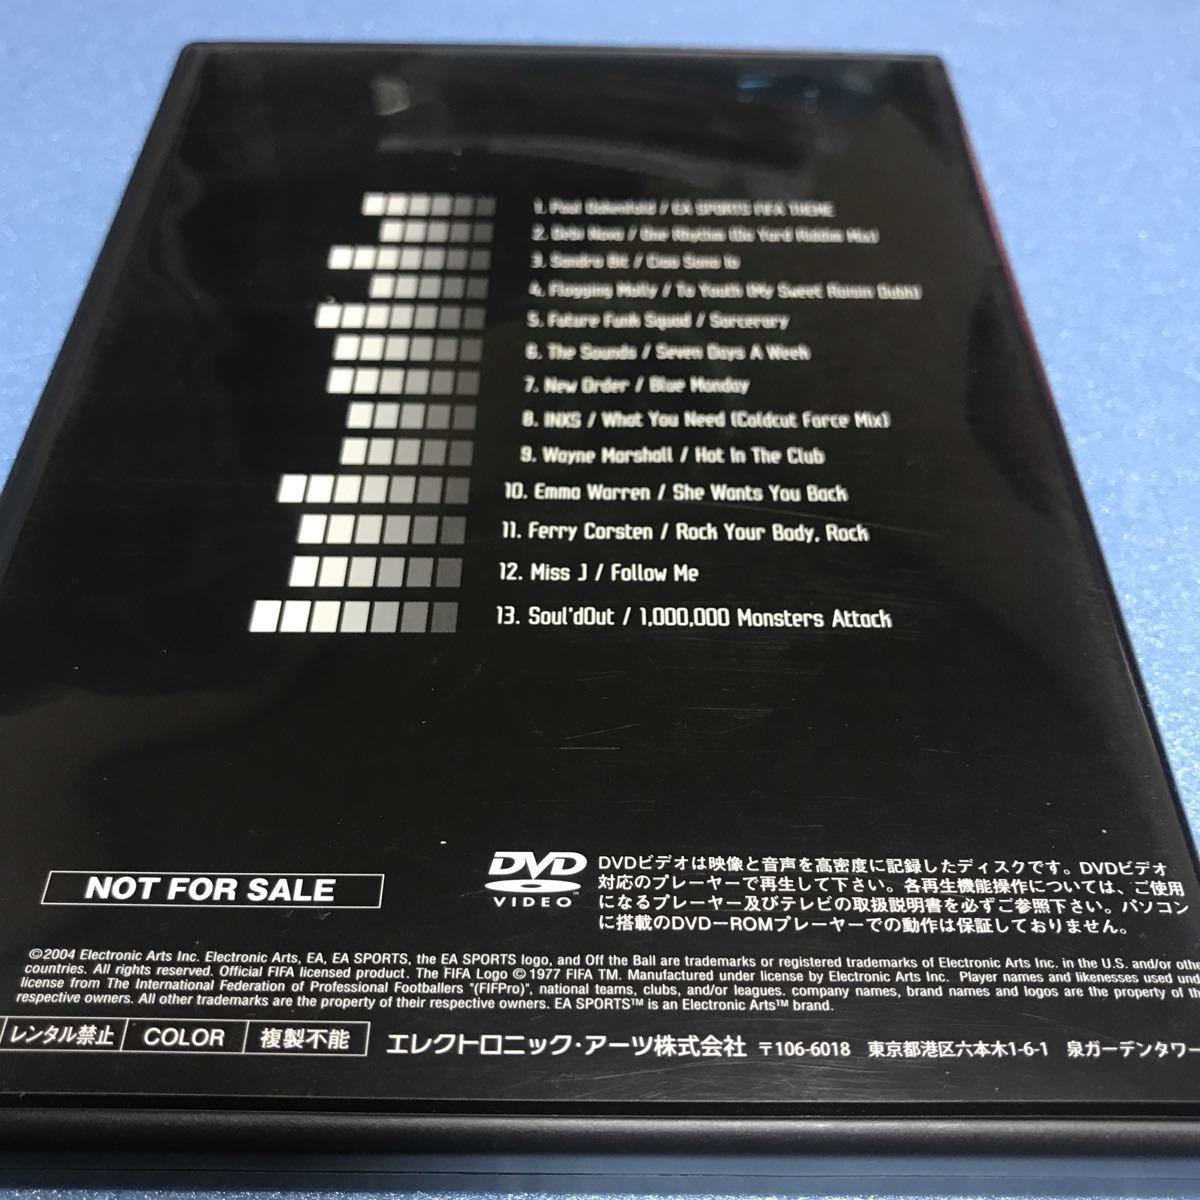 1. Paul Oakenfold / EA SPORTS FIFA THEME
2. Debi Nova / One Rhythm (Da Yard Riddim Mix)
3. Sandro Bit / Ciao Sono Io
4. Flogging Molly / To Youth (My Sweet Roisin Dubh)
5. Future Funk Squad / Sorcerary
6. The Sounds / Seven Days A Week
7. New Order / Blue Monday
8. INXS / What You Need (Coldcut Force Mix)
9. Wayne Marshall / Hot In The Club
10. Emma Warren / She Wants You Back
11. Ferry Corsten / Rock Your Body, Rock
12. Miss J / Follow Me
13. Soul'dOut / 1,000,000 Monsters Attack
NOT FOR SALE
DVD VIDEO
DVDビデオは映像と音声を高密度に記録したディスクです。DVDビデオ
対応のプレーヤーで再生して下さい。各再生機能操作については、ご使用
になるプレーヤー及びテレビの取扱説明書を必ずご参照下さい。パソコン
に搭載のDVD－ROMプレーヤーでの動作は保証しておりません。
©2004 Electronic Arts Inc. Electronic Arts, EA, EA SPORTS, the EA SPORTS logo, and Off the Ball are trademarks or registered trademarks of Electronic Arts Inc. in the U.S. and/or othe
countries. All rights reserved. Official FIFA licensed product. The FIFA Logo © 1977 FIFA TM. Manufactured under license by Electronic Arts Inc. Player names and likenesses used und
license from The International Federation of Professional Footballers "(FIFPro)", national teams, clubs, and/or leagues. company names, brand names and logos are the property of the
respective owners. All other trademarks are the property of their respective owners. EA SPORTS™ is an Electronic Arts™ brand.
レンタル禁止 COLOR 複製不能 エレクトロニック・アーツ株式会社 〒106-6018 東京都港区六本木1-6-1 泉ガーデンタワー